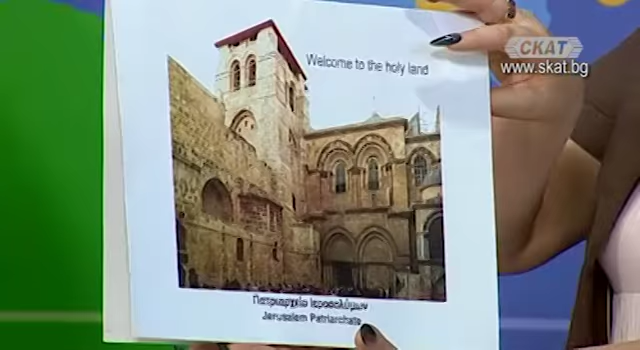 Welcome to the holy land
СКАТ
www.skat.bg
Πατριαρχείο Ιεροσολύμων
Jerusalem Patriarchate